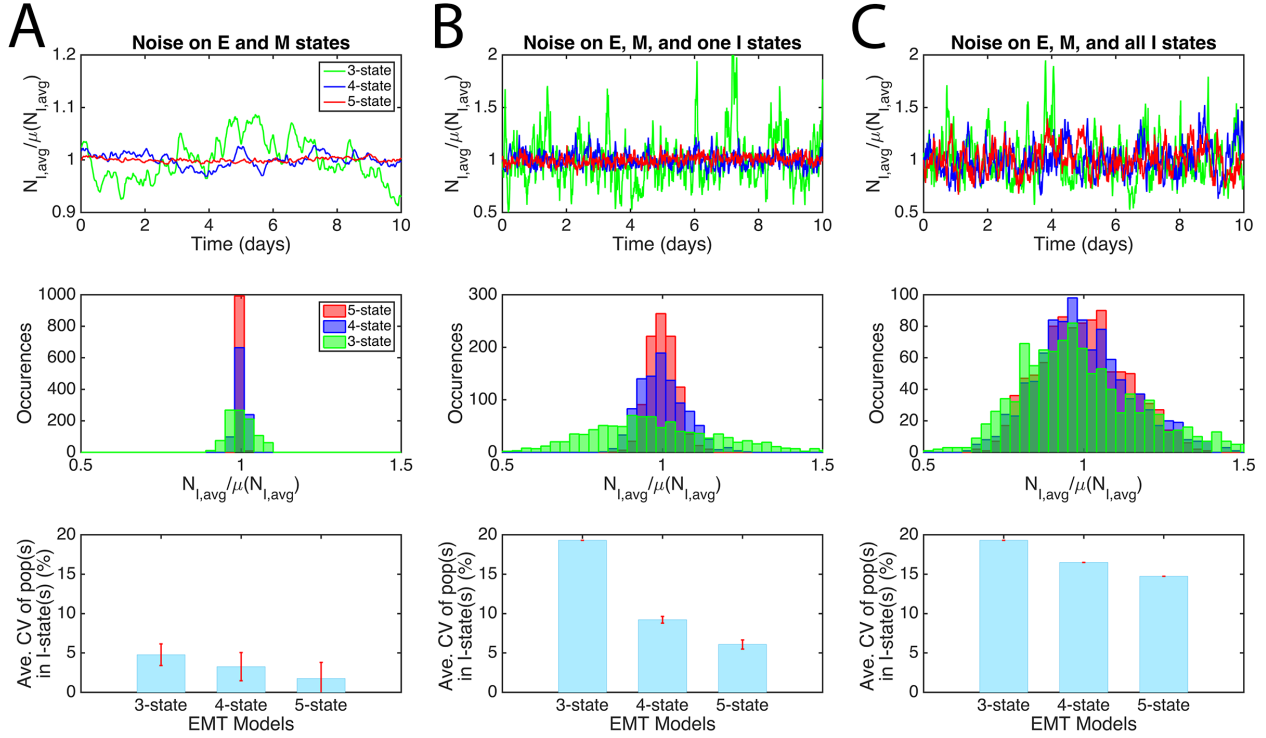 A
Noise on E and M states
N_I,avg/μ(N_I,avg)
1.2
1.1
1
0.9
3-state
4-state
5-state
0 2 4 6 8 10
Time (days)
Occurences
1000
800
600
400
200
0
5-state
4-state
3-state
0.5 1 1.5
N_I,avg/μ(N_I,avg)
Ave. CV of pop(s)
in I-state(s) (%)
20
15
10
5
0
3-state 4-state 5-state
EMT Models
B
Noise on E, M, and one I states
N_I,avg/μ(N_I,avg)
2
1.5
1
0.5
0 2 4 6 8 10
Time (days)
Occurences
300
200
100
0
0.5 1 1.5
N_I,avg/μ(N_I,avg)
Ave. CV of pop(s)
in I-state(s) (%)
20
15
10
5
0
3-state 4-state 5-state
EMT Models
C
Noise on E, M, and all I states
N_I,avg/μ(N_I,avg)
2
1.5
1
0.5
0 2 4 6 8 10
Time (days)
Occurences
100
80
60
40
20
0
0.5 1 1.5
N_I,avg/μ(N_I,avg)
Ave. CV of pop(s)
in I-state(s) (%)
20
15
10
5
0
3-state 4-state 5-state
EMT Models